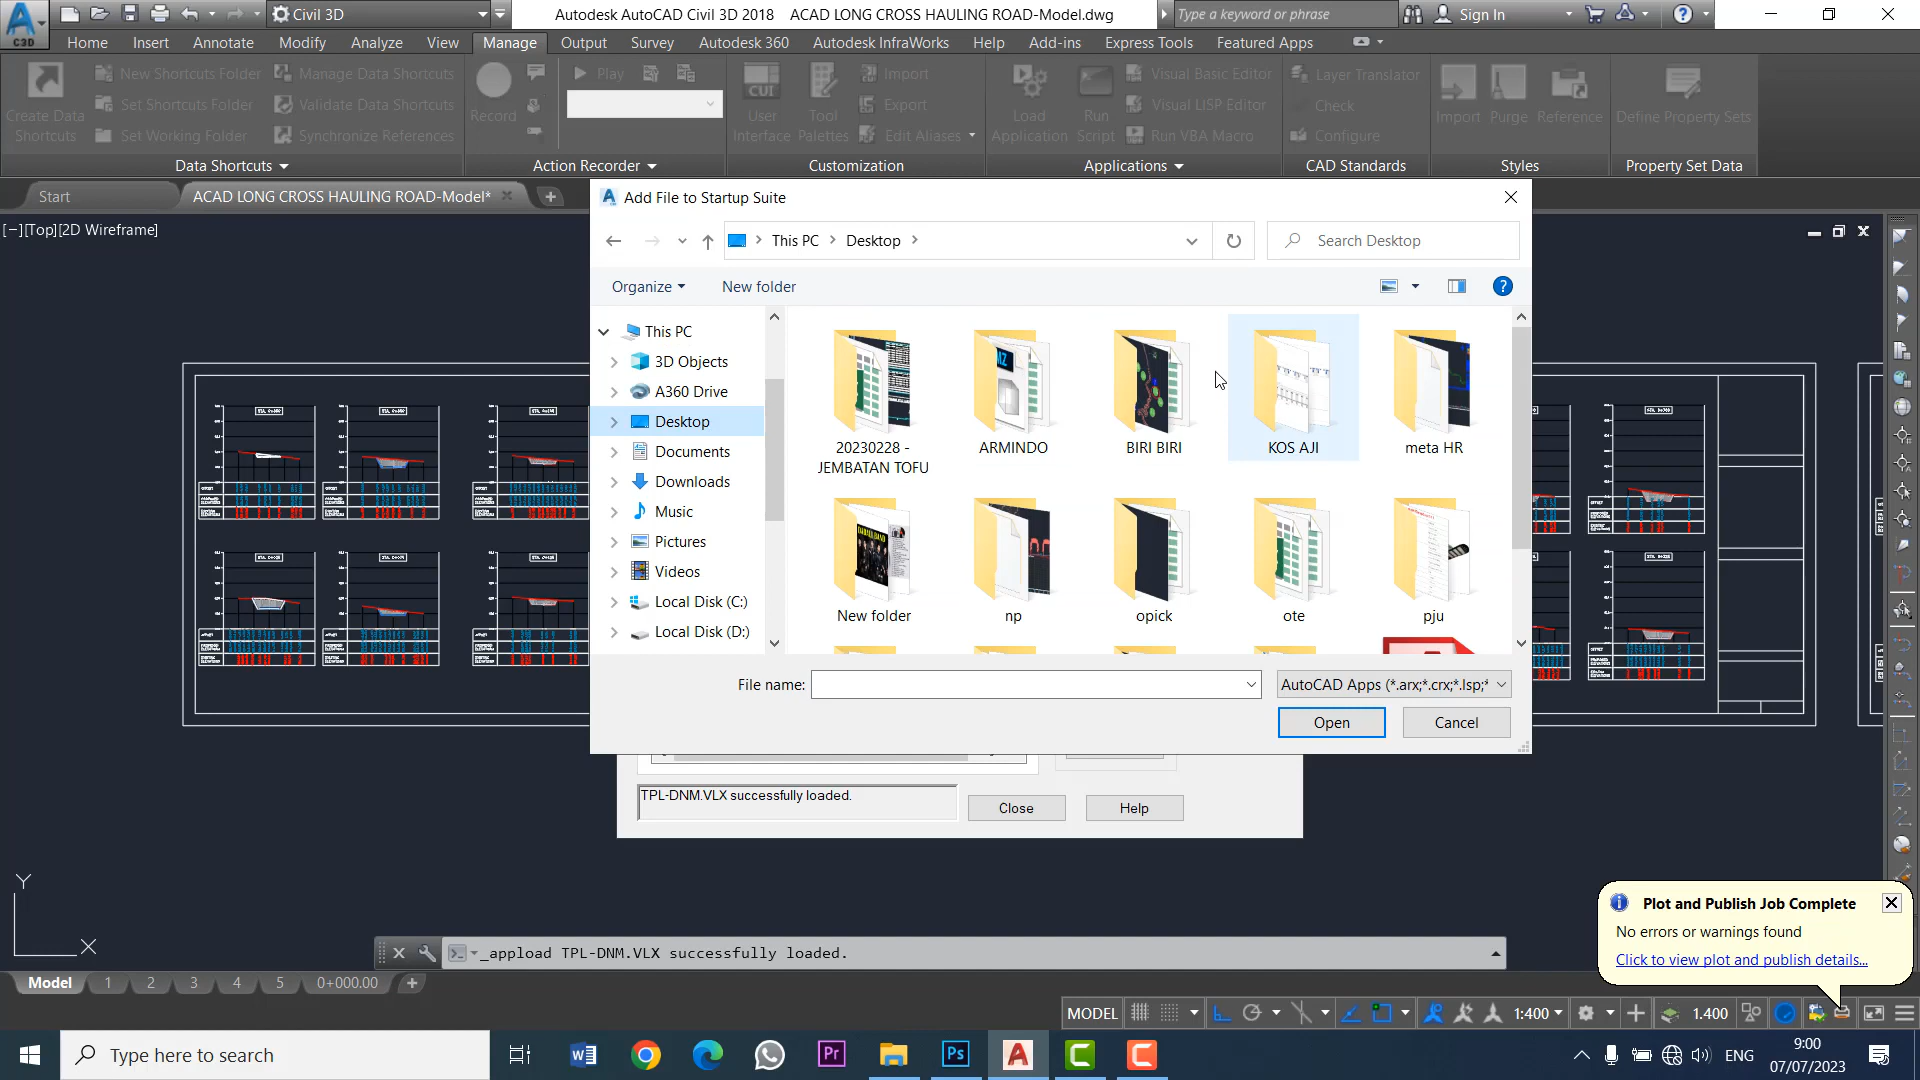 Civil 3D
Autodesk AutoCAD Civil 3D 2018 ACAD LONG CROSS HAULING ROAD-Model.dwg
Type a keyword or phrase
Sign In
C3D
Home Insert Annotate Modify Analyze View Manage Output Survey Autodesk 360 Autodesk InfraWorks Help Add-ins Express Tools Featured Apps
New Shortcuts Folder
Manage Data Shortcuts
Set Shortcuts Folder
Validate Data Shortcuts
Create Data Shortcuts
Set Working Folder
Synchronize References
Record
Play
CUI
User Interface
Tool Palettes
Import
Export
Edit Aliases
Load Application
Run Script
Visual Basic Editor
Visual LISP Editor
Run VBA Macro
Layer Translator
Check
Configure
Import
Purge
Reference
Define Property Sets
Data Shortcuts
Action Recorder
Customization
Applications
CAD Standards
Styles
Property Set Data
Start
ACAD LONG CROSS HAULING ROAD-Model*
[−][Top][2D Wireframe]
Add File to Startup Suite
This PC
Desktop
Search Desktop
Organize
New folder
This PC
3D Objects
A360 Drive
Desktop
Documents
Downloads
Music
Pictures
Videos
Local Disk (C:)
Local Disk (D:)
20230228 - JEMBATAN TOFU
ARMINDO
BIRI BIRI
KOS AJI
meta HR
New folder
np
opick
ote
pju
File name:
AutoCAD Apps (*.arx;*.crx;*.lsp;*
Open
Cancel
TPL-DNM.VLX successfully loaded.
Close
Help
Y
X
_appload TPL-DNM.VLX successfully loaded.
Plot and Publish Job Complete
No errors or warnings found
Click to view plot and publish details...
Model 1 2 3 4 5 0+000.00
MODEL
1:400
1.400
Type here to search
Pr
Ps
ENG
9:00
07/07/2023